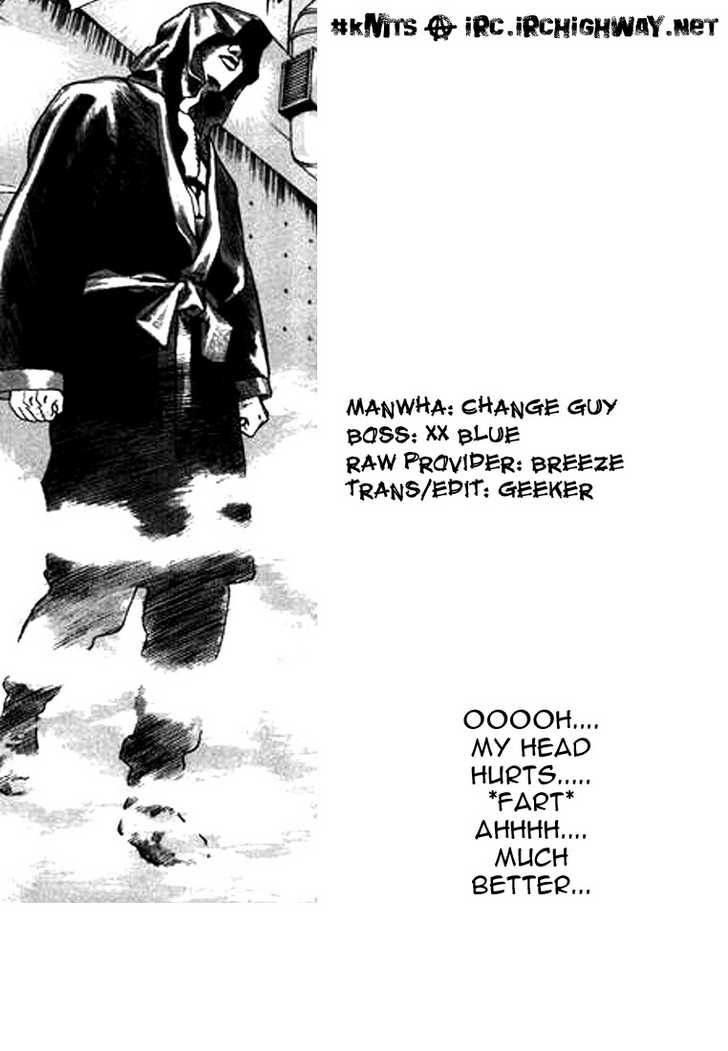 #kMTs Ⓐ iRC.iRCHiGHWAY.NeT
MANWHA: CHANGE GUY
BOSS: XX BLUE
RAW PROVIDER: BREEZE
TRANS/EDIT: GEEKER
OOOOH....
MY HEAD
HURTS.....
*FART*
AHHHH....
MUCH
BETTER...